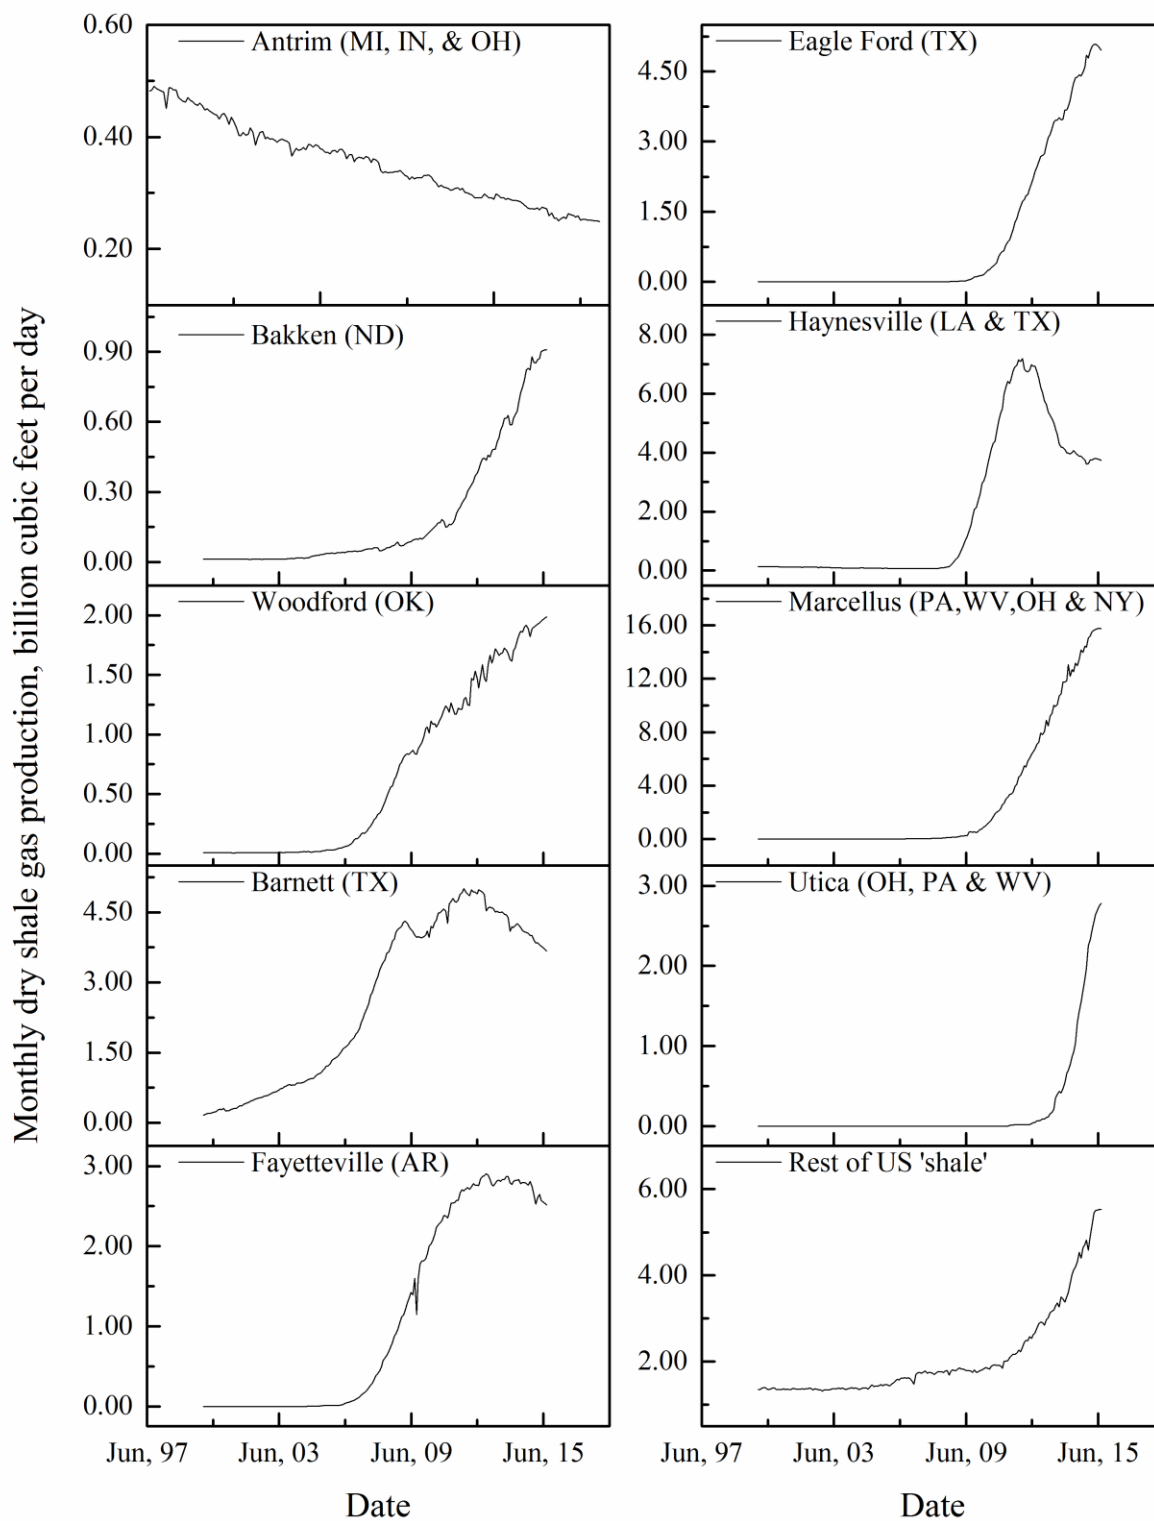 Monthly dry shale gas production, billion cubic feet per day
0.60
0.40
0.20
Antrim (MI, IN, & OH)
0.90
0.60
0.30
0.00
Bakken (ND)
2.00
1.50
1.00
0.50
0.00
Woodford (OK)
4.50
3.00
1.50
0.00
Barnett (TX)
3.00
2.00
1.00
0.00
Fayetteville (AR)
Jun, 97 Jun, 03 Jun, 09 Jun, 15
Date
4.50
3.00
1.50
0.00
Eagle Ford (TX)
8.00
6.00
4.00
2.00
0.00
Haynesville (LA & TX)
16.00
12.00
8.00
4.00
0.00
Marcellus (PA,WV,OH & NY)
3.00
2.00
1.00
0.00
Utica (OH, PA & WV)
6.00
4.00
2.00
Rest of US 'shale'
Jun, 97 Jun, 03 Jun, 09 Jun, 15
Date